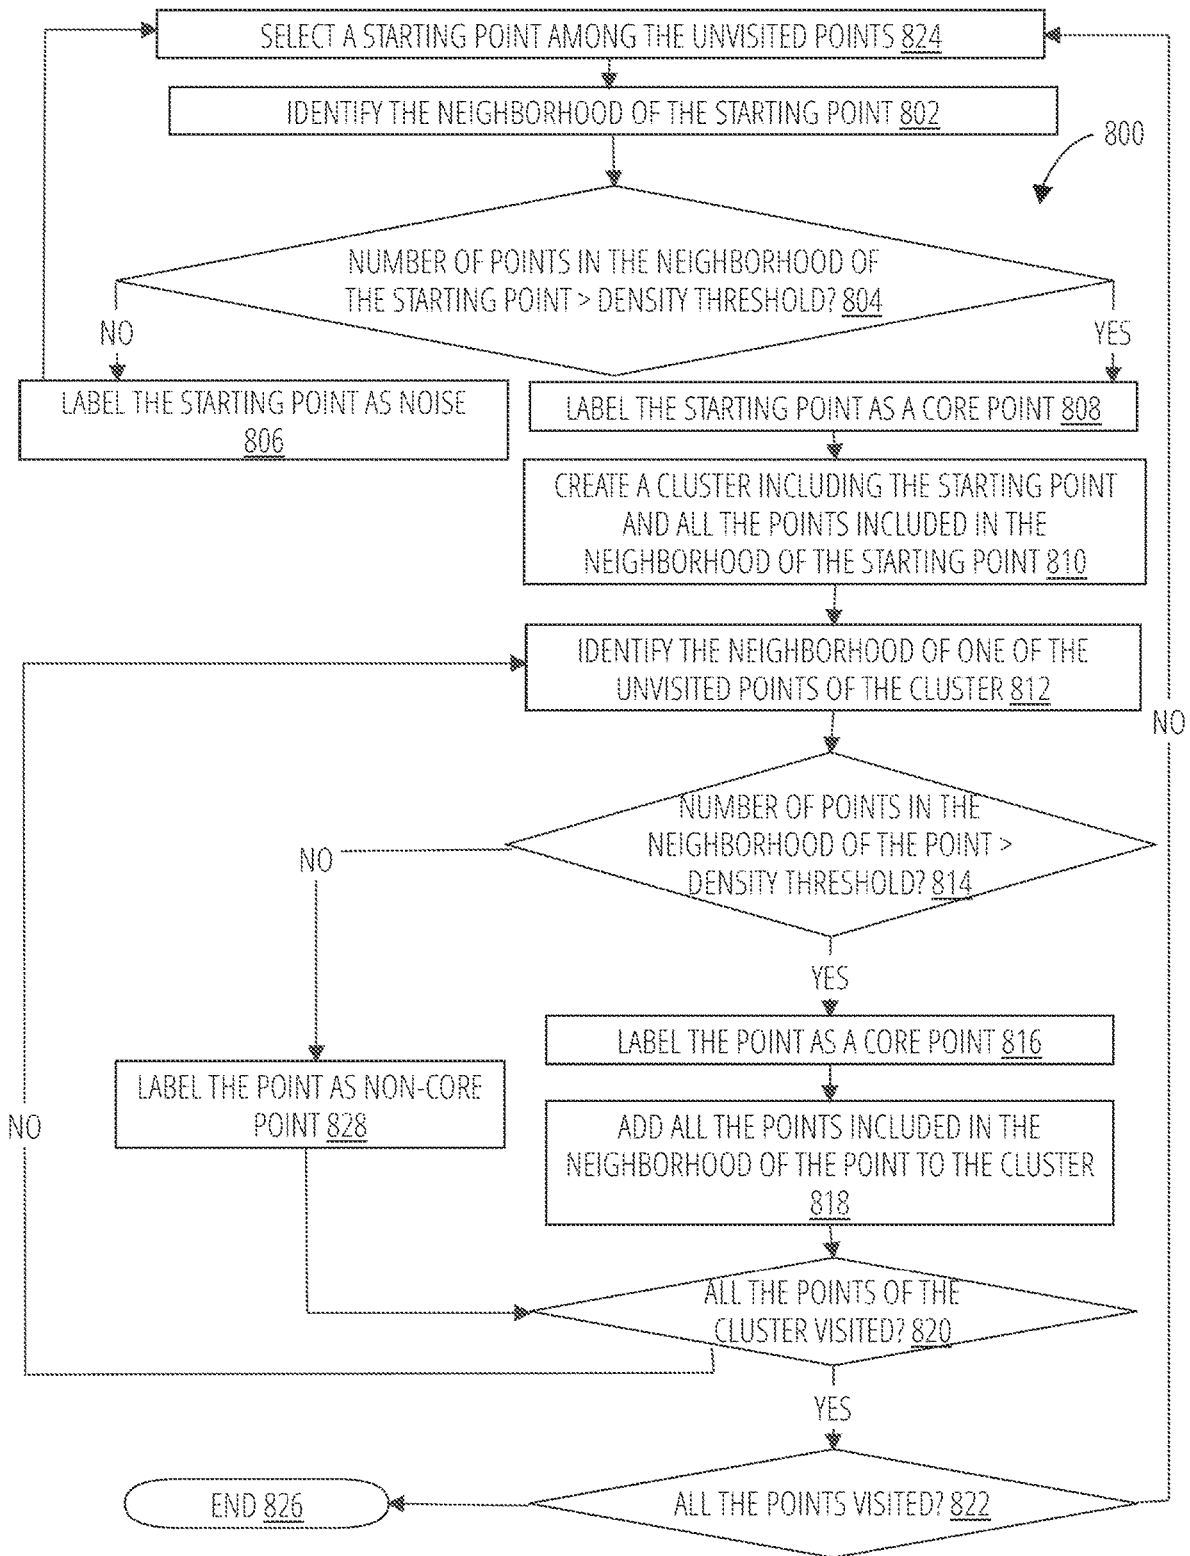 SELECT A STARTING POINT AMONG THE UNVISITED POINTS 824
IDENTIFY THE NEIGHBORHOOD OF THE STARTING POINT 802
800
NUMBER OF POINTS IN THE NEIGHBORHOOD OF
THE STARTING POINT > DENSITY THRESHOLD? 804
NO
YES
LABEL THE STARTING POINT AS NOISE
806
LABEL THE STARTING POINT AS A CORE POINT 808
CREATE A CLUSTER INCLUDING THE STARTING POINT
AND ALL THE POINTS INCLUDED IN THE
NEIGHBORHOOD OF THE STARTING POINT 810
IDENTIFY THE NEIGHBORHOOD OF ONE OF THE
UNVISITED POINTS OF THE CLUSTER 812
NO
NUMBER OF POINTS IN THE
NEIGHBORHOOD OF THE POINT >
DENSITY THRESHOLD? 814
NO
YES
LABEL THE POINT AS A CORE POINT 816
LABEL THE POINT AS NON-CORE
POINT 828
NO
ADD ALL THE POINTS INCLUDED IN THE
NEIGHBORHOOD OF THE POINT TO THE CLUSTER
818
ALL THE POINTS OF THE
CLUSTER VISITED? 820
YES
END 826
ALL THE POINTS VISITED? 822